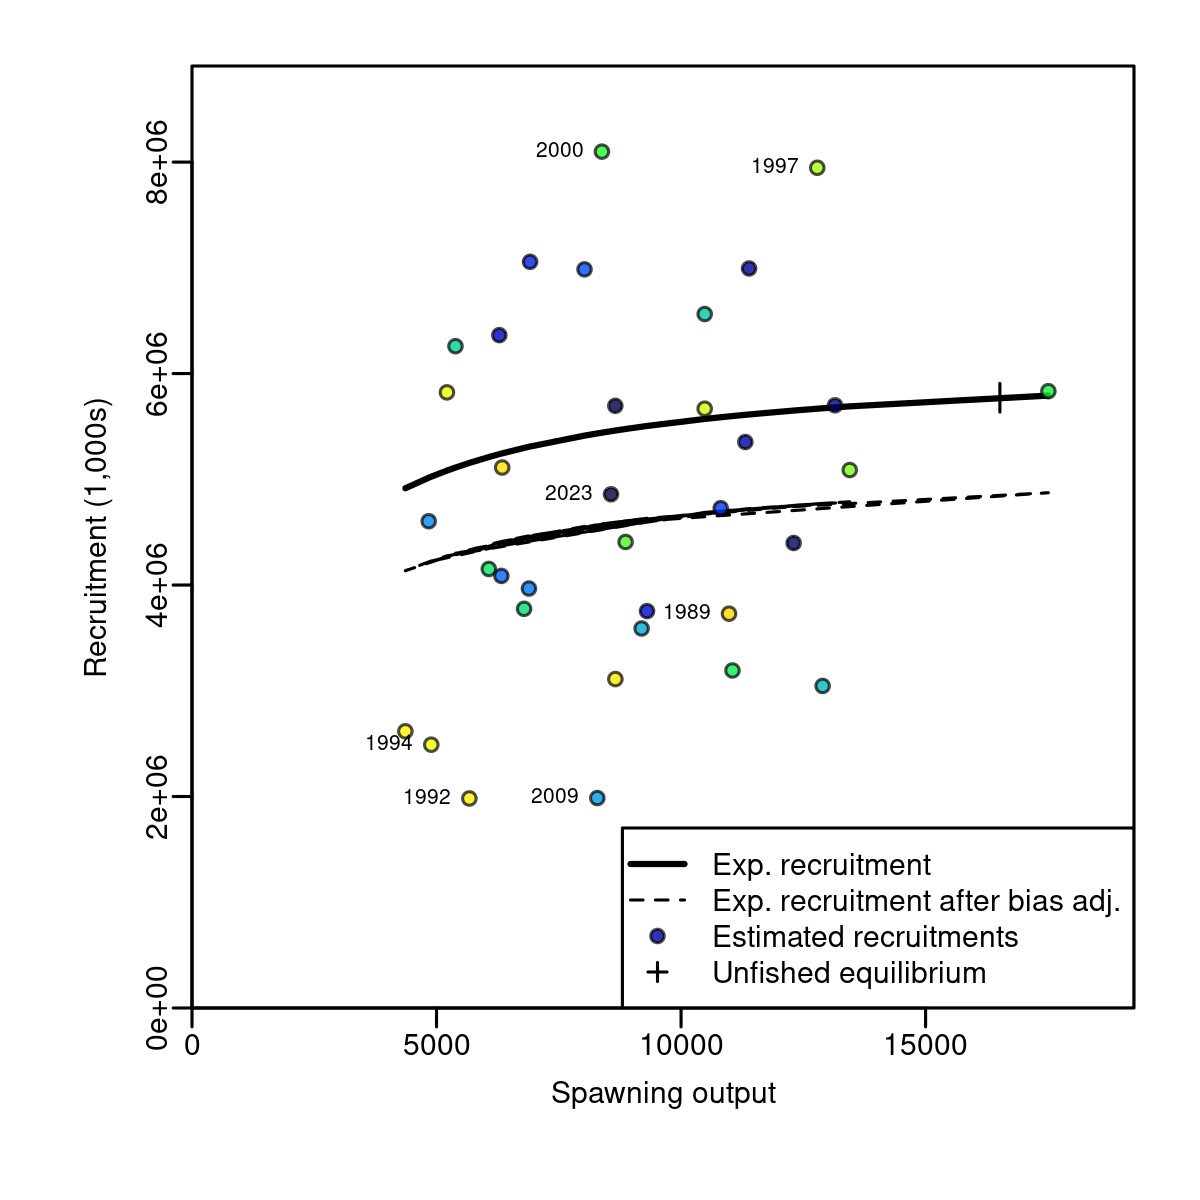 2000
1997
2023
1989
1994
1992
2009
8e+06
6e+06
4e+06
2e+06
0e+00
Recruitment (1,000s)
0
5000
10000
15000
Spawning output
Exp. recruitment
Exp. recruitment after bias adj.
Estimated recruitments
Unfished equilibrium